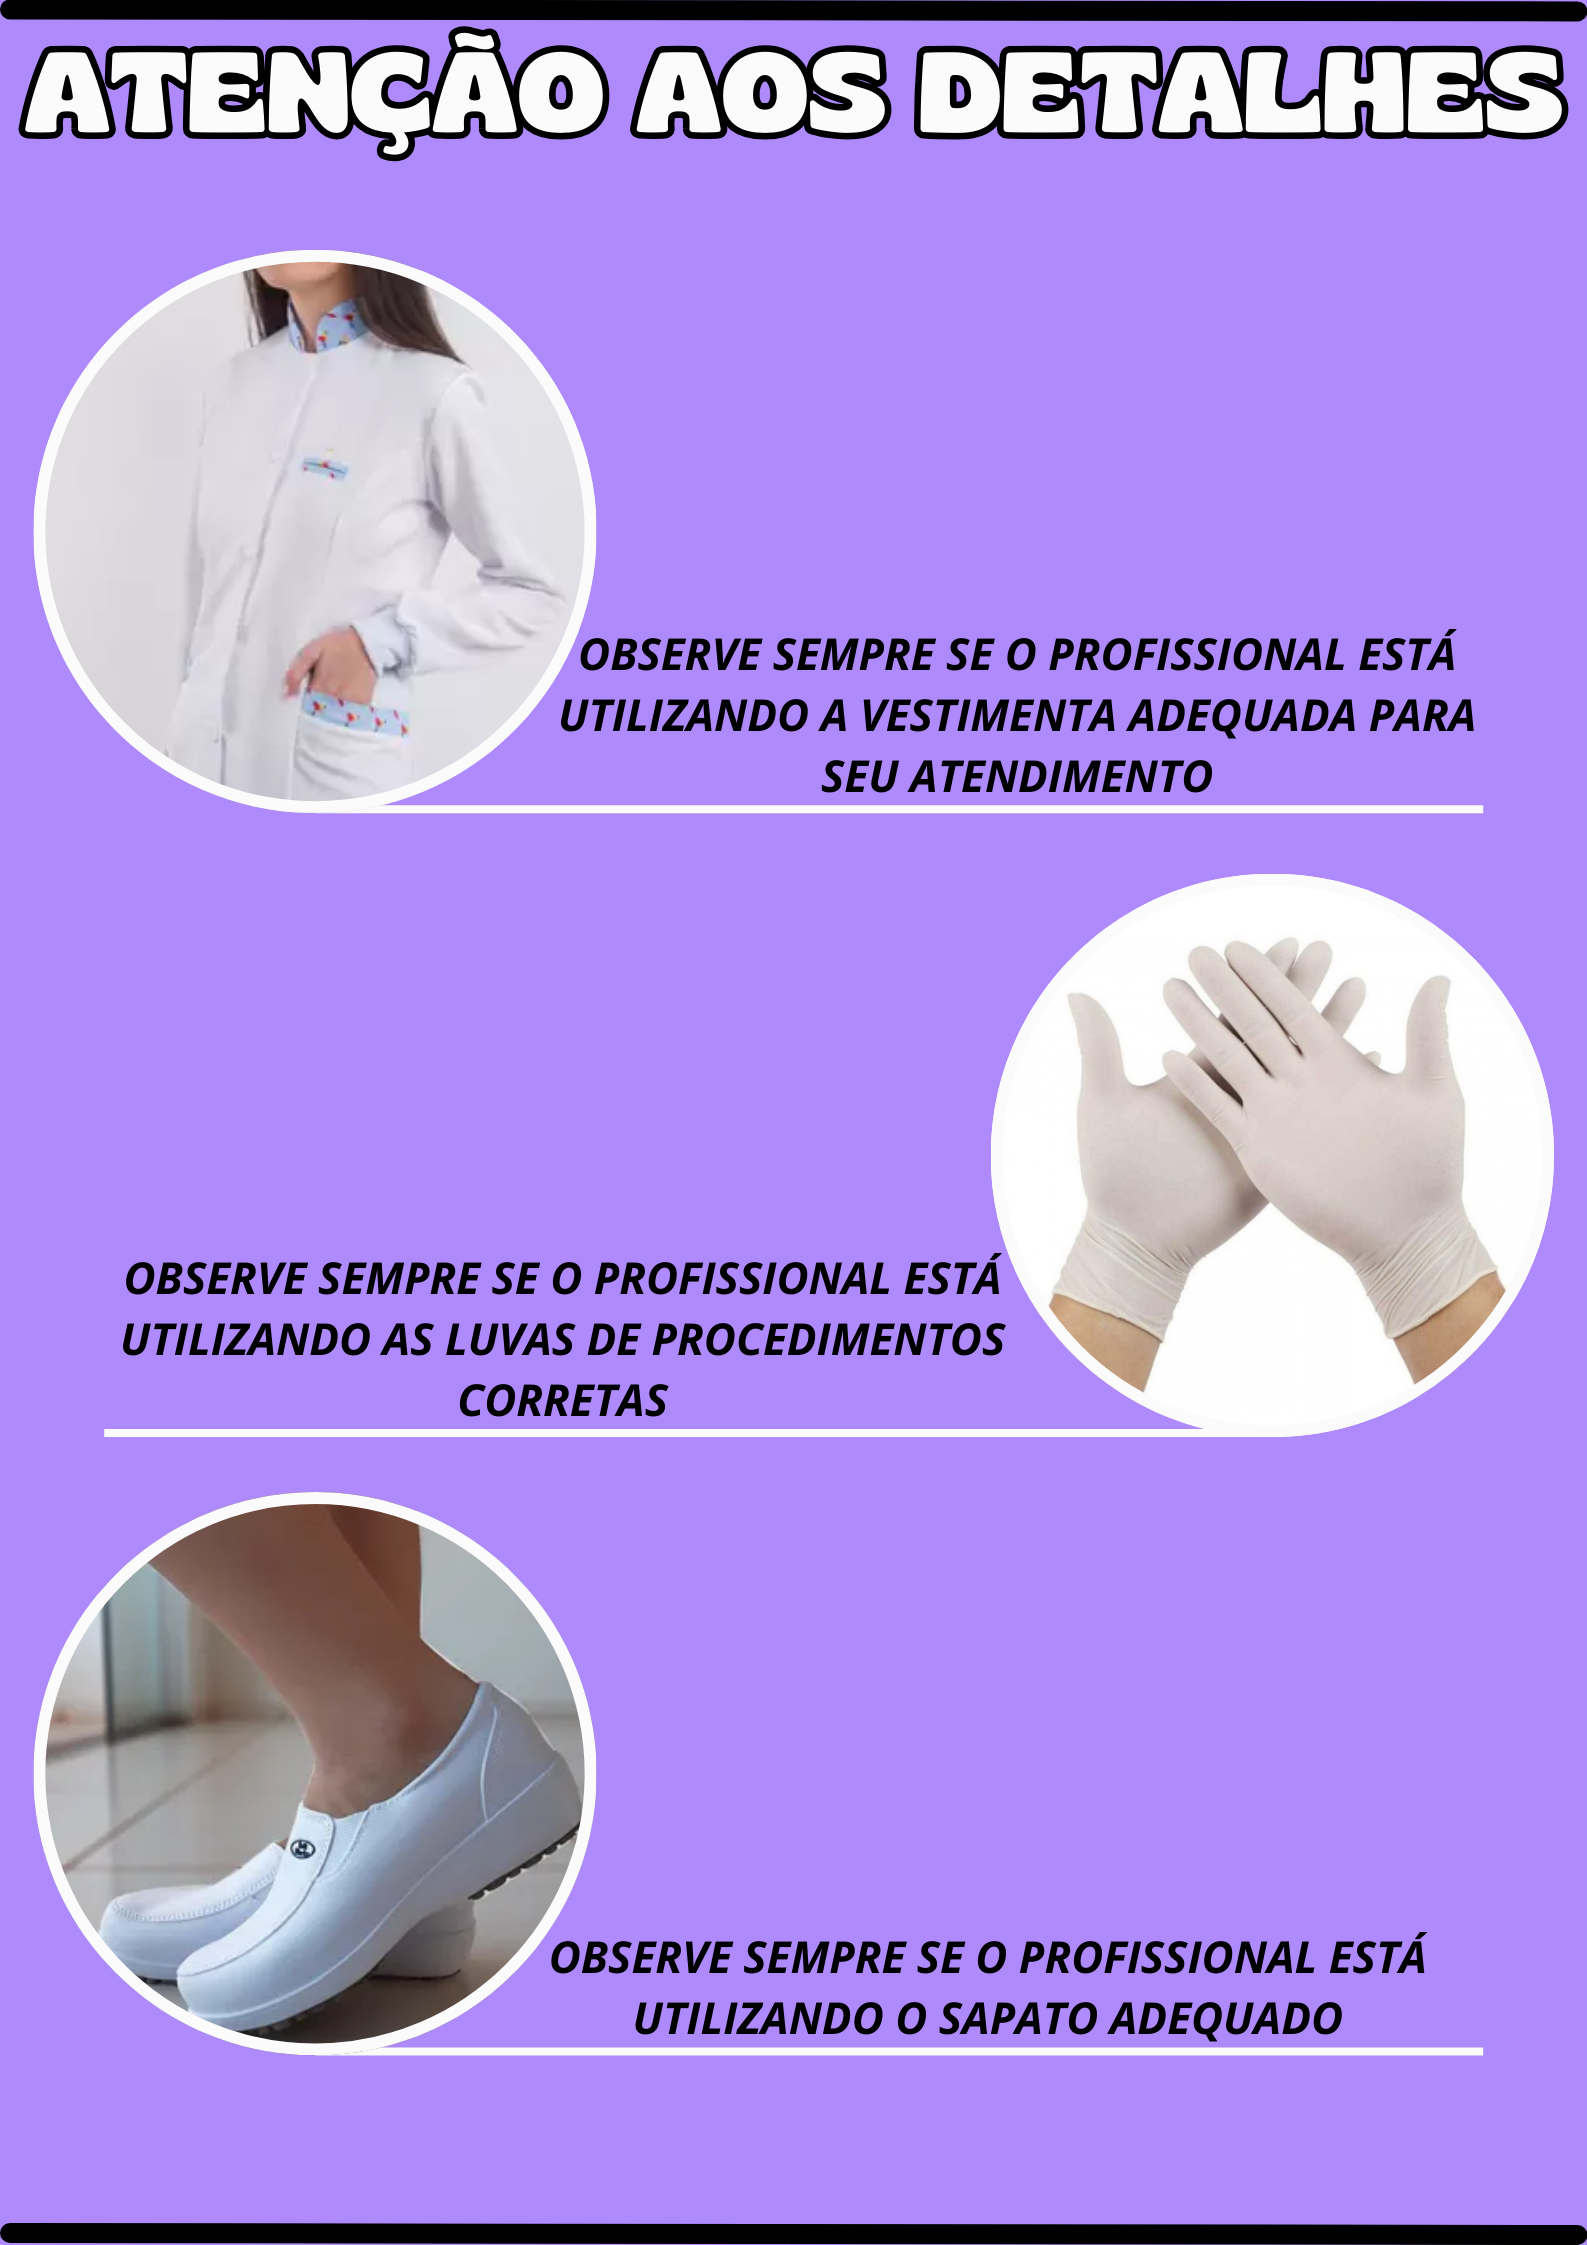 ATENÇÃO AOS DETALHES
OBSERVE SEMPRE SE O PROFISSIONAL ESTÁ
UTILIZANDO A VESTIMENTA ADEQUADA PARA
SEU ATENDIMENTO
OBSERVE SEMPRE SE O PROFISSIONAL ESTÁ
UTILIZANDO AS LUVAS DE PROCEDIMENTOS
CORRETAS
OBSERVE SEMPRE SE O PROFISSIONAL ESTÁ
UTILIZANDO O SAPATO ADEQUADO